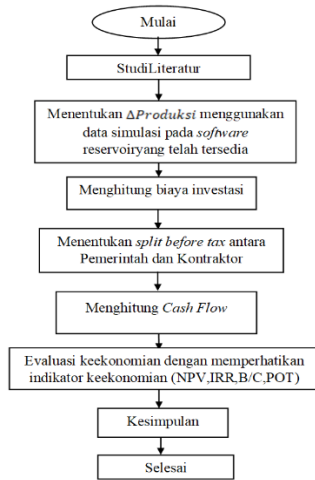 Mulai
StudiLiteratur
Menentukan ΔProduksi menggunakan
data simulasi pada software
reservoiryang telah tersedia
Menghitung biaya investasi
Menentukan split before tax antara
Pemerintah dan Kontraktor
Menghitung Cash Flow
Evaluasi keekonomian dengan memperhatikan
indikator keekonomian (NPV,IRR,B/C,POT)
Kesimpulan
Selesai